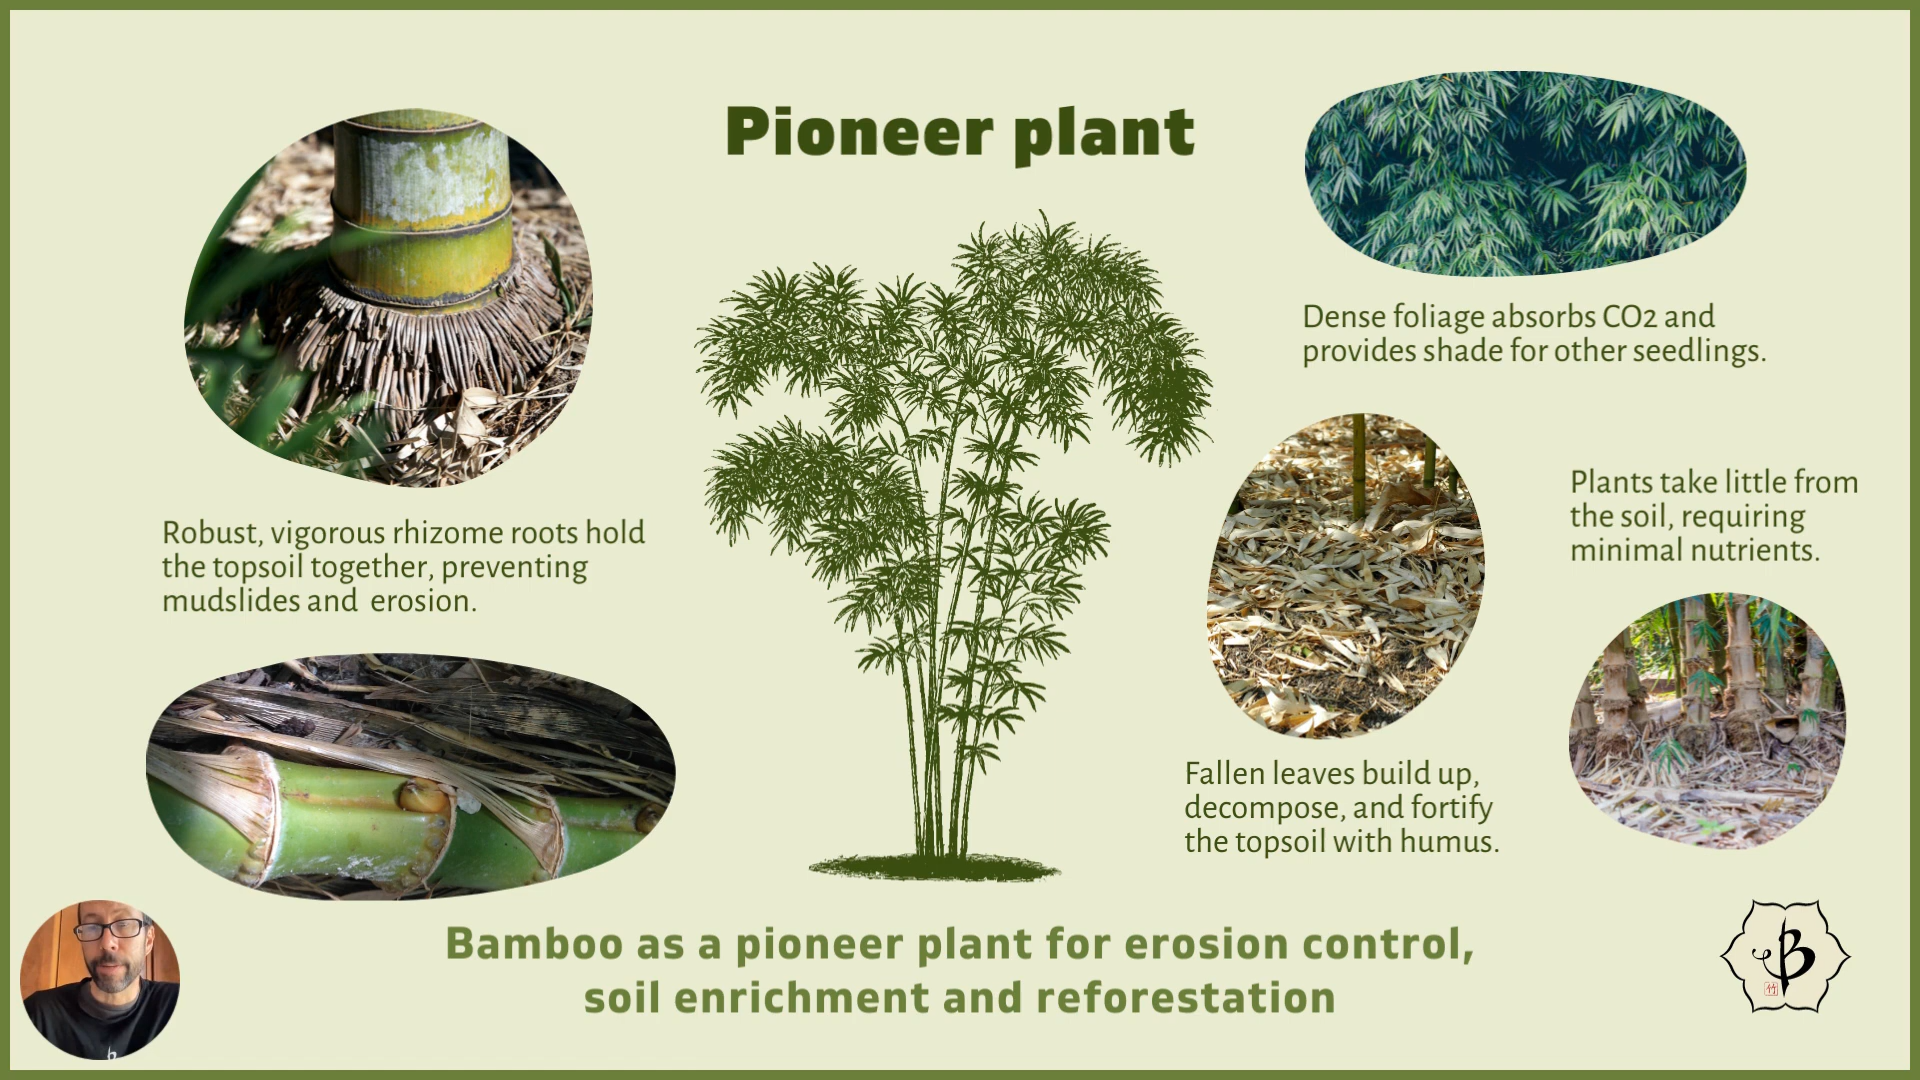 Pioneer plant
Robust, vigorous rhizome roots hold
the topsoil together, preventing
mudslides and  erosion.
Dense foliage absorbs CO2 and
provides shade for other seedlings.
Fallen leaves build up,
decompose, and fortify
the topsoil with humus.
Plants take little from
the soil, requiring
minimal nutrients.
Bamboo as a pioneer plant for erosion control,
soil enrichment and reforestation
B
竹